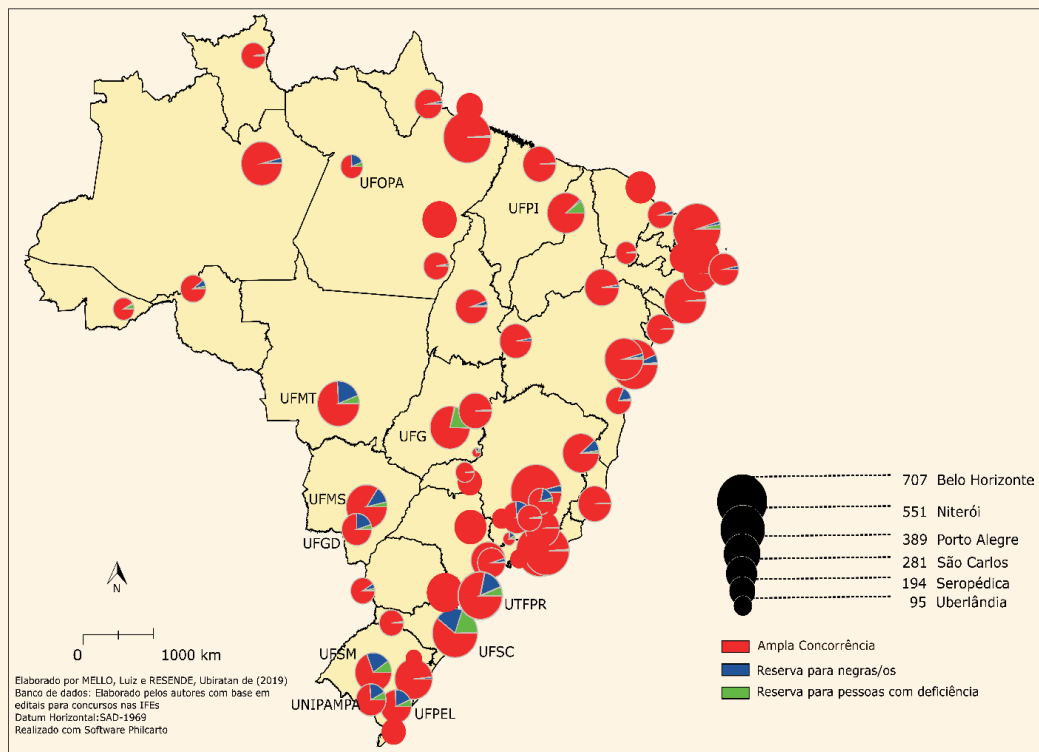 UFOPA
UFPI
UFMT
UFG
UFMS
UFGD
UTFPR
UFSC
UFSM
UNIPAMPA
UFPEL
N
0 1000 km
Elaborado por MELLO, Luiz e RESENDE, Ubiratan de (2019)
Banco de dados: Elaborado pelos autores com base em
editais para concursos nas IFEs
Datum Horizontal:SAD-1969
Realizado com Software Philcarto
707 Belo Horizonte
551 Niterói
389 Porto Alegre
281 São Carlos
194 Seropédica
95 Uberlândia
Ampla Concorrência
Reserva para negras/os
Reserva para pessoas com deficiência